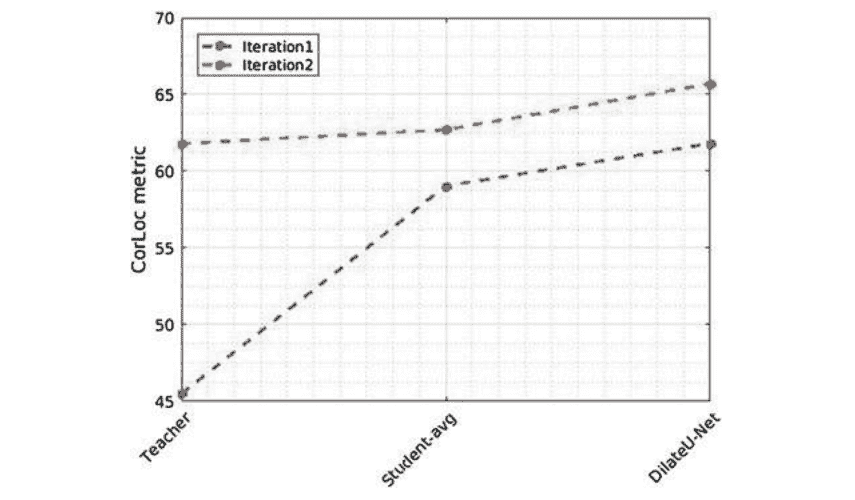 70
65
60
55
50
45
CorLoc metric
Iteration1
Iteration2
Teacher
Student-avg
DilateU-Net